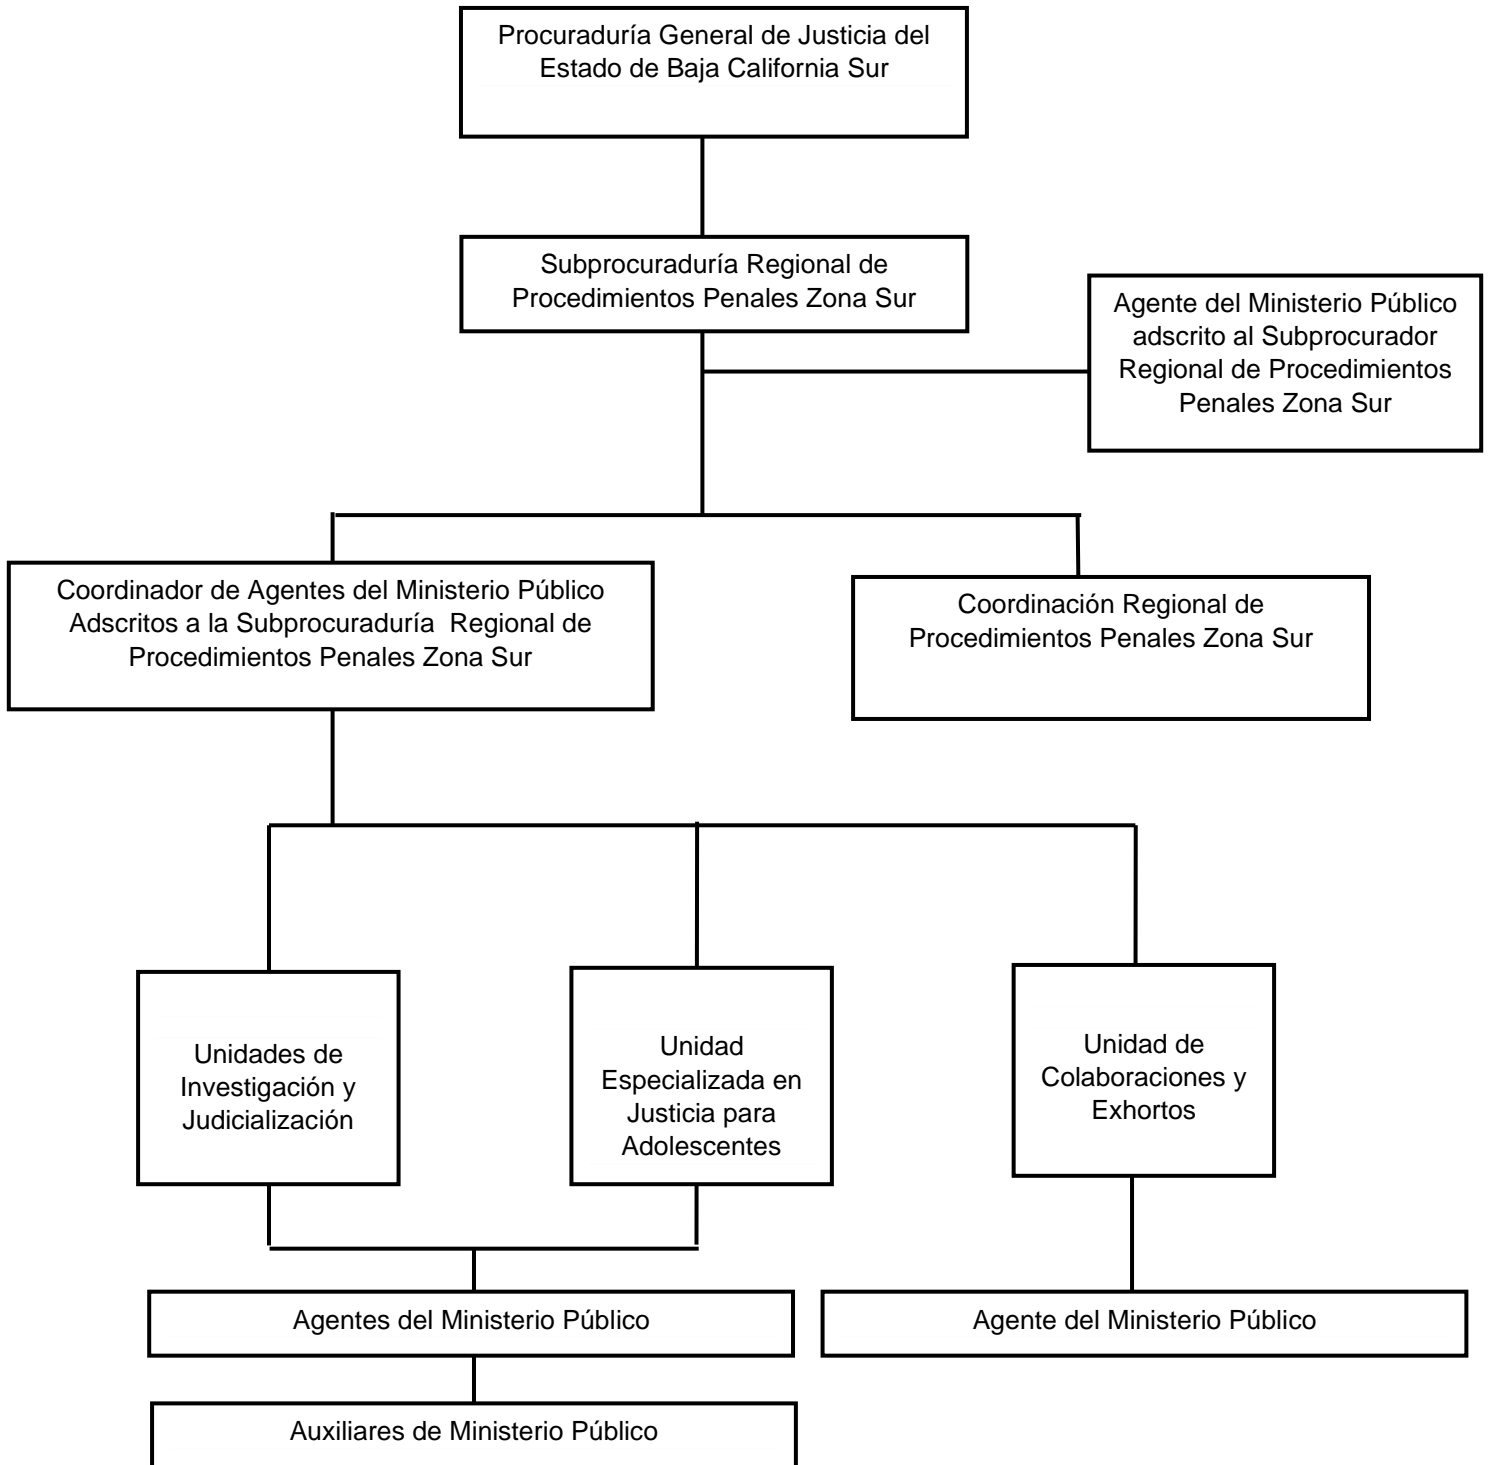 Procuraduría General de Justicia del
Estado de Baja California Sur
Subprocuraduría Regional de
Procedimientos Penales Zona Sur
Agente del Ministerio Público
adscrito al Subprocurador
Regional de Procedimientos
Penales Zona Sur
Coordinador de Agentes del Ministerio Público
Adscritos a la Subprocuraduría  Regional de
Procedimientos Penales Zona Sur
Coordinación Regional de
Procedimientos Penales Zona Sur
Unidades de
Investigación y
Judicialización
Unidad
Especializada en
Justicia para
Adolescentes
Unidad de
Colaboraciones y
Exhortos
Agentes del Ministerio Público
Agente del Ministerio Público
Auxiliares de Ministerio Público